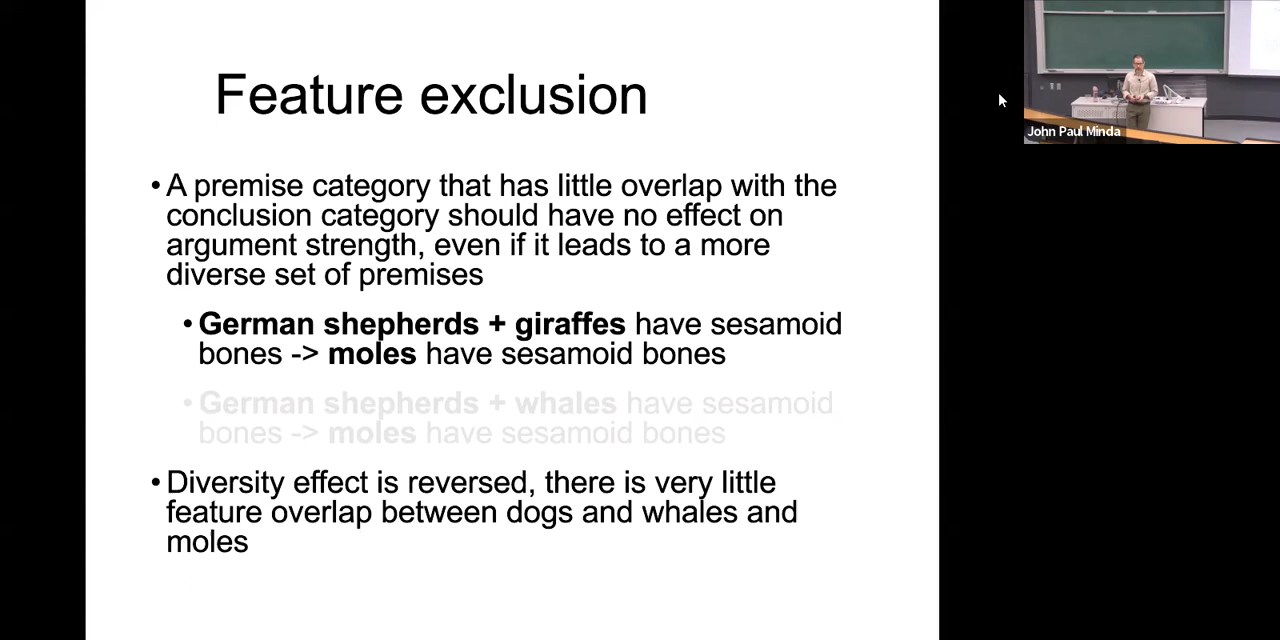 Feature exclusion
• A premise category that has little overlap with the
conclusion category should have no effect on
argument strength, even if it leads to a more
diverse set of premises
• German shepherds + giraffes have sesamoid
bones -> moles have sesamoid bones
• German shepherds + whales have sesamoid
bones -> moles have sesamoid bones
• Diversity effect is reversed, there is very little
feature overlap between dogs and whales and
moles
John Paul Minda